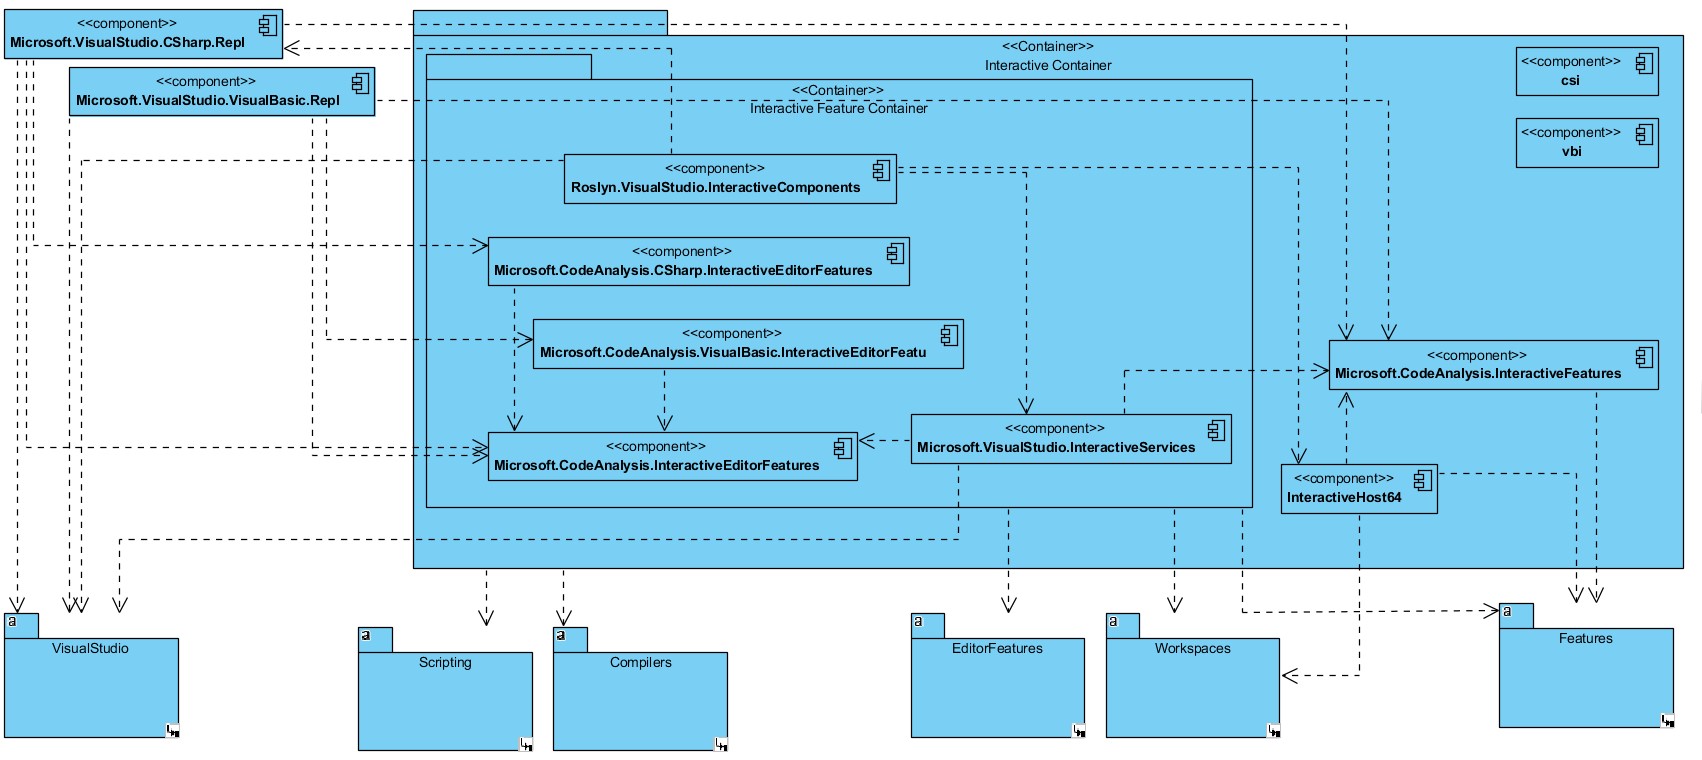 <<component>>
Microsoft.VisualStudio.CSharp.Repl
<<component>>
Microsoft.VisualStudio.VisualBasic.Repl
<<Container>>
Interactive Container
<<component>>
csi
<<component>>
vbi
<<Container>>
Interactive Feature Container
<<component>>
Roslyn.VisualStudio.InteractiveComponents
<<component>>
Microsoft.CodeAnalysis.CSharp.InteractiveEditorFeatures
<<component>>
Microsoft.CodeAnalysis.VisualBasic.InteractiveEditorFeatu
<<component>>
Microsoft.CodeAnalysis.InteractiveFeatures
<<component>>
Microsoft.CodeAnalysis.InteractiveEditorFeatures
<<component>>
Microsoft.VisualStudio.InteractiveServices
<<component>>
InteractiveHost64
a
VisualStudio
a
Scripting
a
Compilers
a
EditorFeatures
a
Workspaces
a
Features